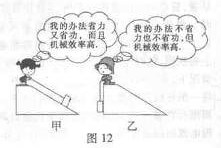 我的办法省力
又省功，而且
机械效率高。
我的办法不省
力也不省功，但
机械效率高。
甲
乙
图12